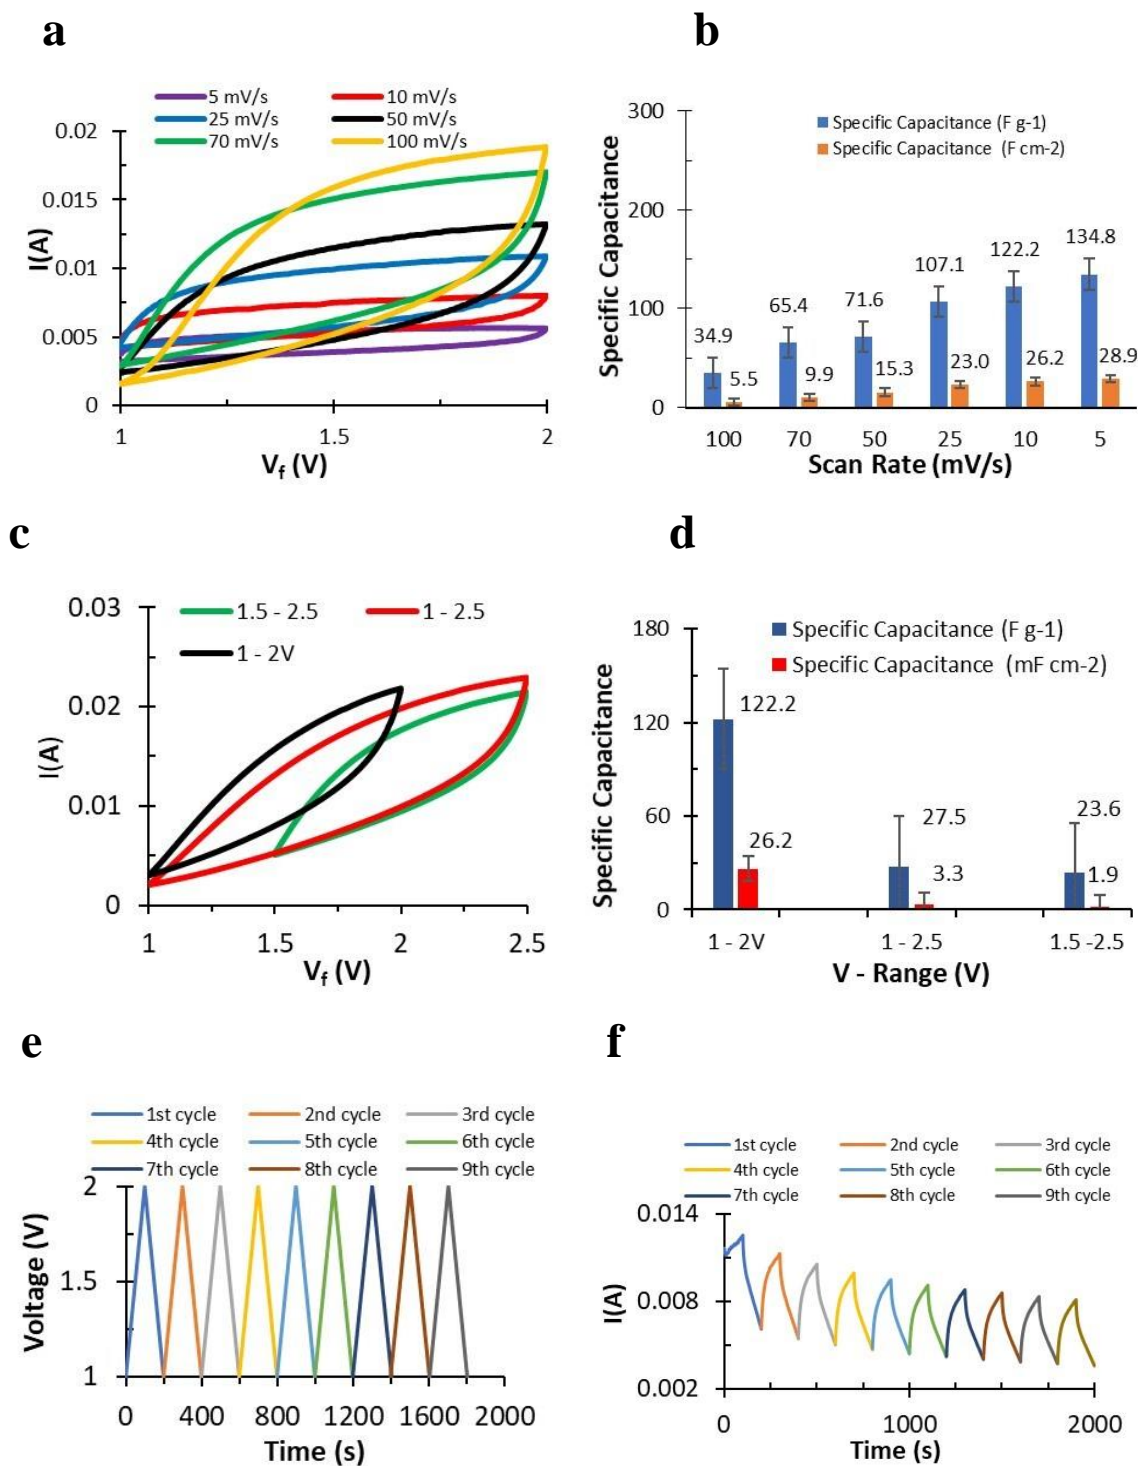 a
5 mV/s 10 mV/s
25 mV/s 50 mV/s
70 mV/s 100 mV/s
0.02
0.015
0.01
0.005
0
I(A)
1 1.5 2
Vf (V)
b
Specific Capacitance (F g-1)
Specific Capacitance (F cm-2)
300
200
100
0
Specific Capacitance
34.9 65.4 71.6 107.1 122.2 134.8
5.5 9.9 15.3 23.0 26.2 28.9
100 70 50 25 10 5
Scan Rate (mV/s)
c
1.5 - 2.5 1 - 2.5
1 - 2V
0.03
0.02
0.01
0
I(A)
1 1.5 2 2.5
Vf (V)
d
Specific Capacitance (F g-1)
Specific Capacitance (mF cm-2)
180
120
60
0
Specific Capacitance
122.2 27.5 23.6
26.2 3.3 1.9
1 - 2V 1 - 2.5 1.5 -2.5
V - Range (V)
e
1st cycle 2nd cycle 3rd cycle
4th cycle 5th cycle 6th cycle
7th cycle 8th cycle 9th cycle
2
1.5
1
Voltage (V)
0 400 800 1200 1600 2000
Time (s)
f
1st cycle 2nd cycle 3rd cycle
4th cycle 5th cycle 6th cycle
7th cycle 8th cycle 9th cycle
0.014
0.008
0.002
I(A)
0 1000 2000
Time (s)